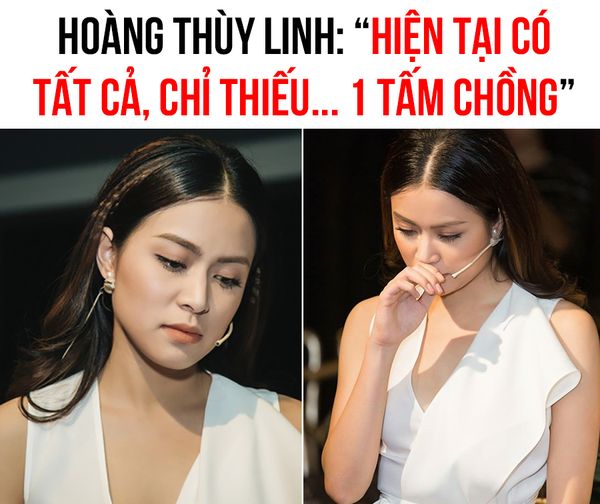 HOÀNG THÙY LINH: “HIỆN TẠI CÓ
TẤT CẢ, CHỈ THIẾU... 1 TẤM CHỒNG”